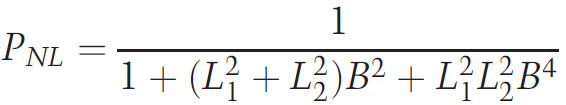 P_{NL} = \frac{1}{1 + (L_1^2 + L_2^2)B^2 + L_1^2 L_2^2 B^4}